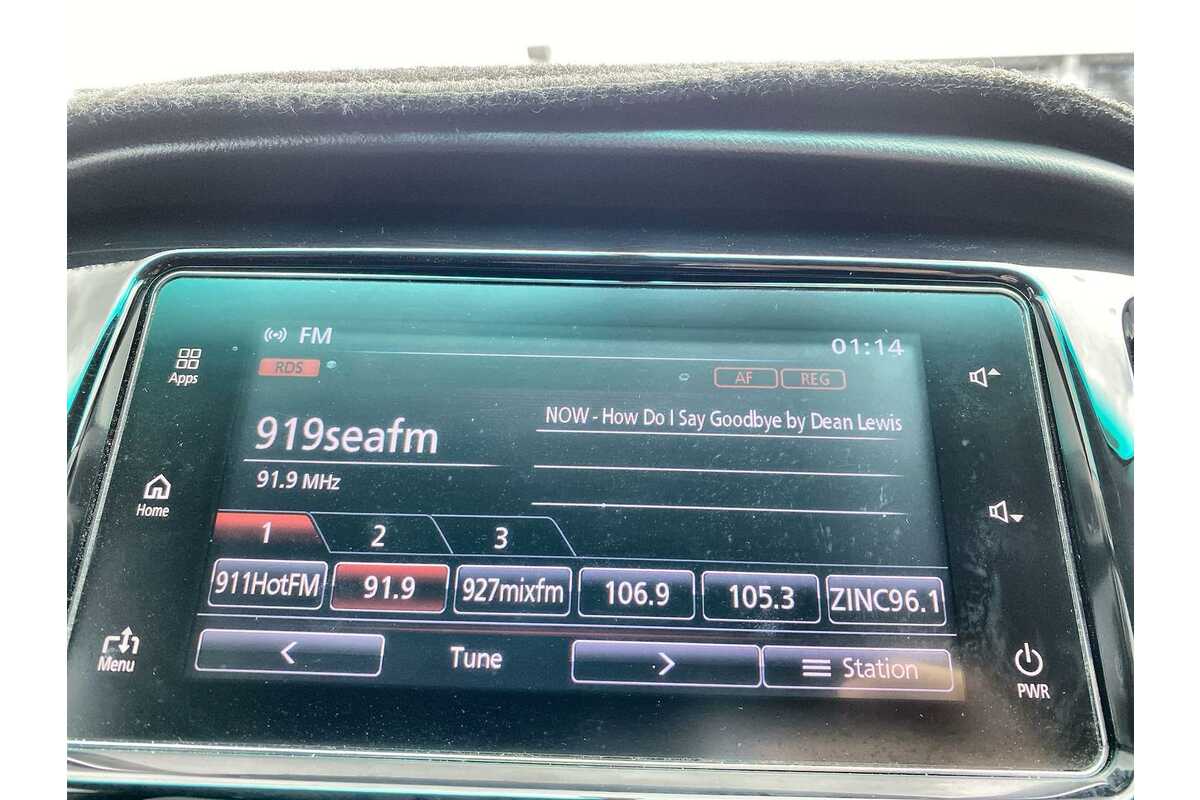 FM
01:14
Apps
RDS
AF
REG
919seafm
NOW - How Do I Say Goodbye by Dean Lewis
91.9 MHz
Home
1
2
3
911HotFM
91.9
927mixfm
106.9
105.3
ZINC96.1
Menu
<
Tune
>
Station
PWR